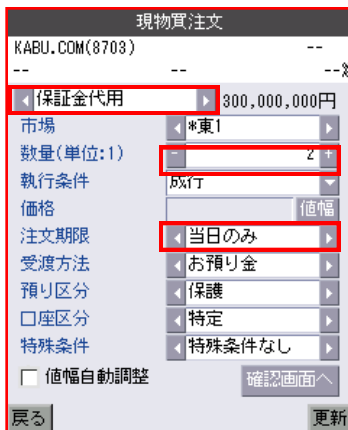 現物買注文
KABU.COM(8703) --
-- -- --%
保証金代用 300,000,000円
市場 *東1
数量(単位:1) - 2 +
執行条件 成行
価格 値幅
注文期限 当日のみ
受渡方法 お預り金
預り区分 保護
口座区分 特定
特殊条件 特殊条件なし
値幅自動調整 確認画面へ
戻る 更新